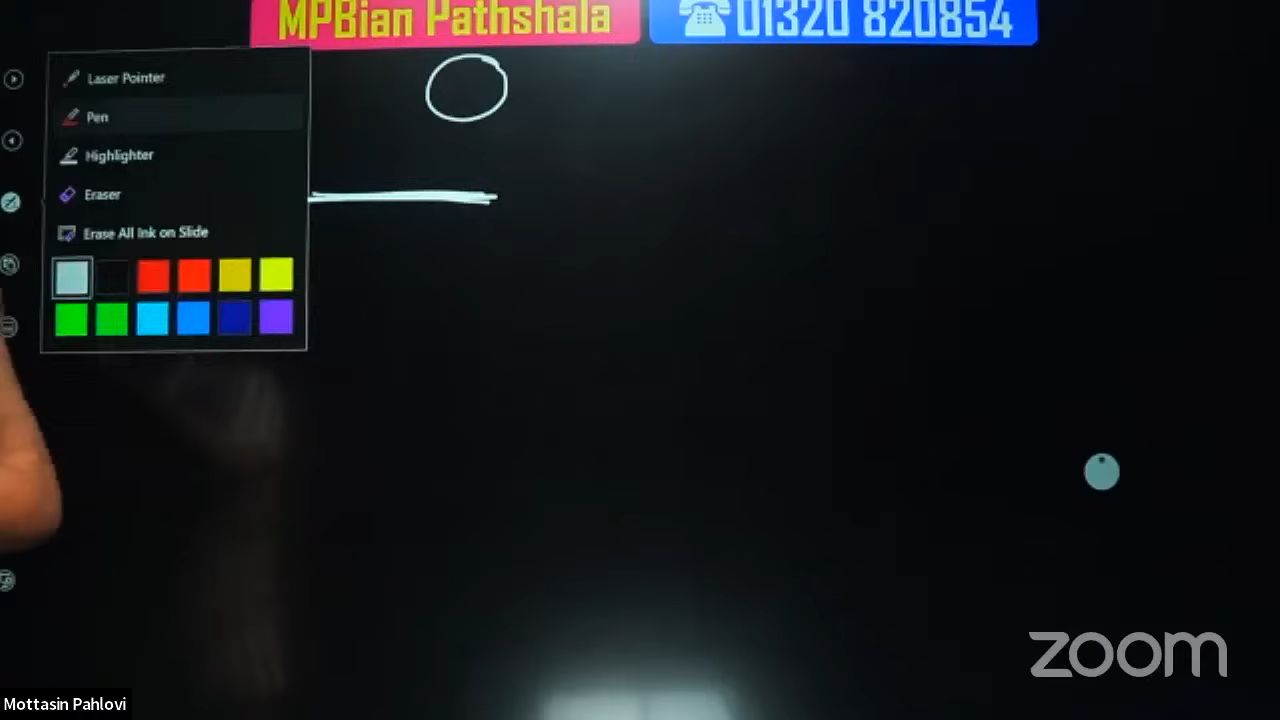 MPBian Pathshala
01320 820854
Laser Pointer
Pen
Highlighter
Eraser
Erase All Ink on Slide
zoom
Mottasin Pahlovi